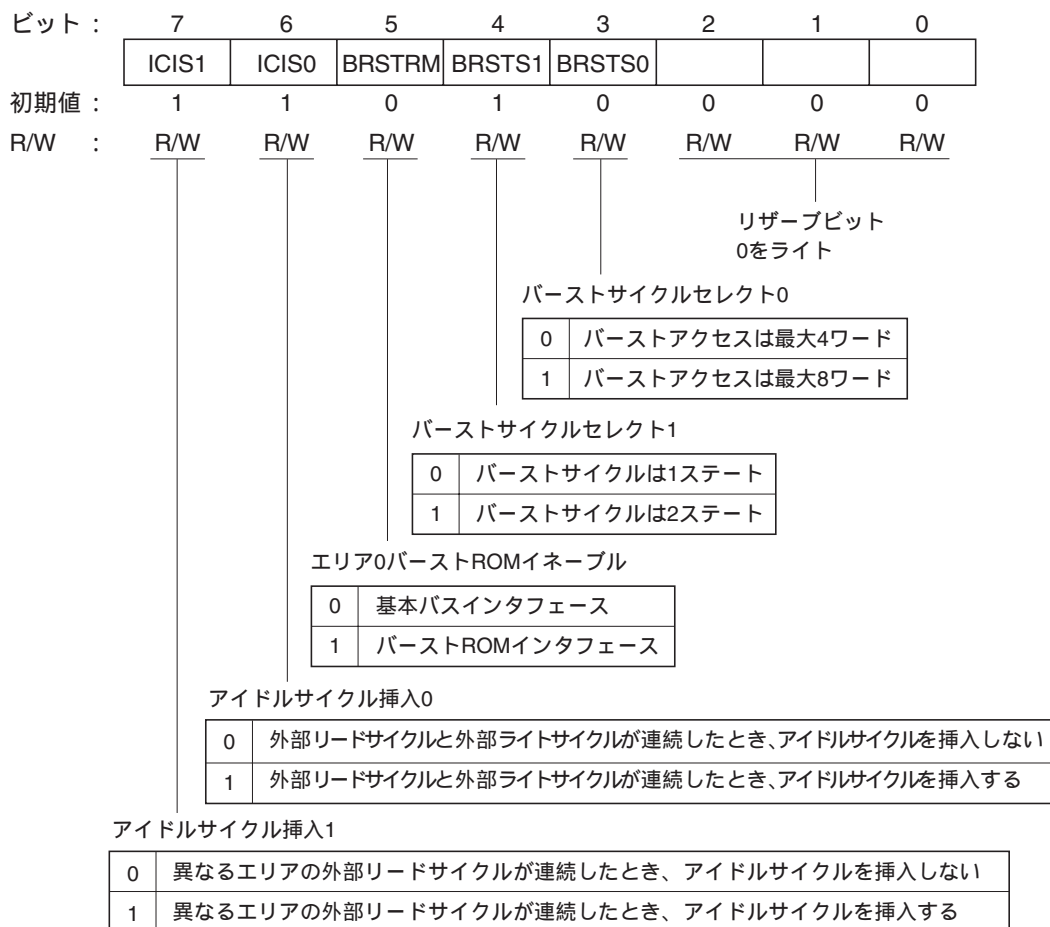 ビット : 7 6 5 4 3 2 1 0
ICIS1 ICIS0 BRSTRM BRSTS1 BRSTS0
初期値 : 1 1 0 1 0 0 0 0
R/W : R/W R/W R/W R/W R/W R/W R/W R/W
リザーブビット
0をライト
バーストサイクルセレクト0
0 バーストアクセスは最大4ワード
1 バーストアクセスは最大8ワード
バーストサイクルセレクト1
0 バーストサイクルは1ステート
1 バーストサイクルは2ステート
エリア0バーストROMイネーブル
0 基本バスインタフェース
1 バーストROMインタフェース
アイドルサイクル挿入0
0 外部リードサイクルと外部ライトサイクルが連続したとき、アイドルサイクルを挿入しない
1 外部リードサイクルと外部ライトサイクルが連続したとき、アイドルサイクルを挿入する
アイドルサイクル挿入1
0 異なるエリアの外部リードサイクルが連続したとき、アイドルサイクルを挿入しない
1 異なるエリアの外部リードサイクルが連続したとき、アイドルサイクルを挿入する